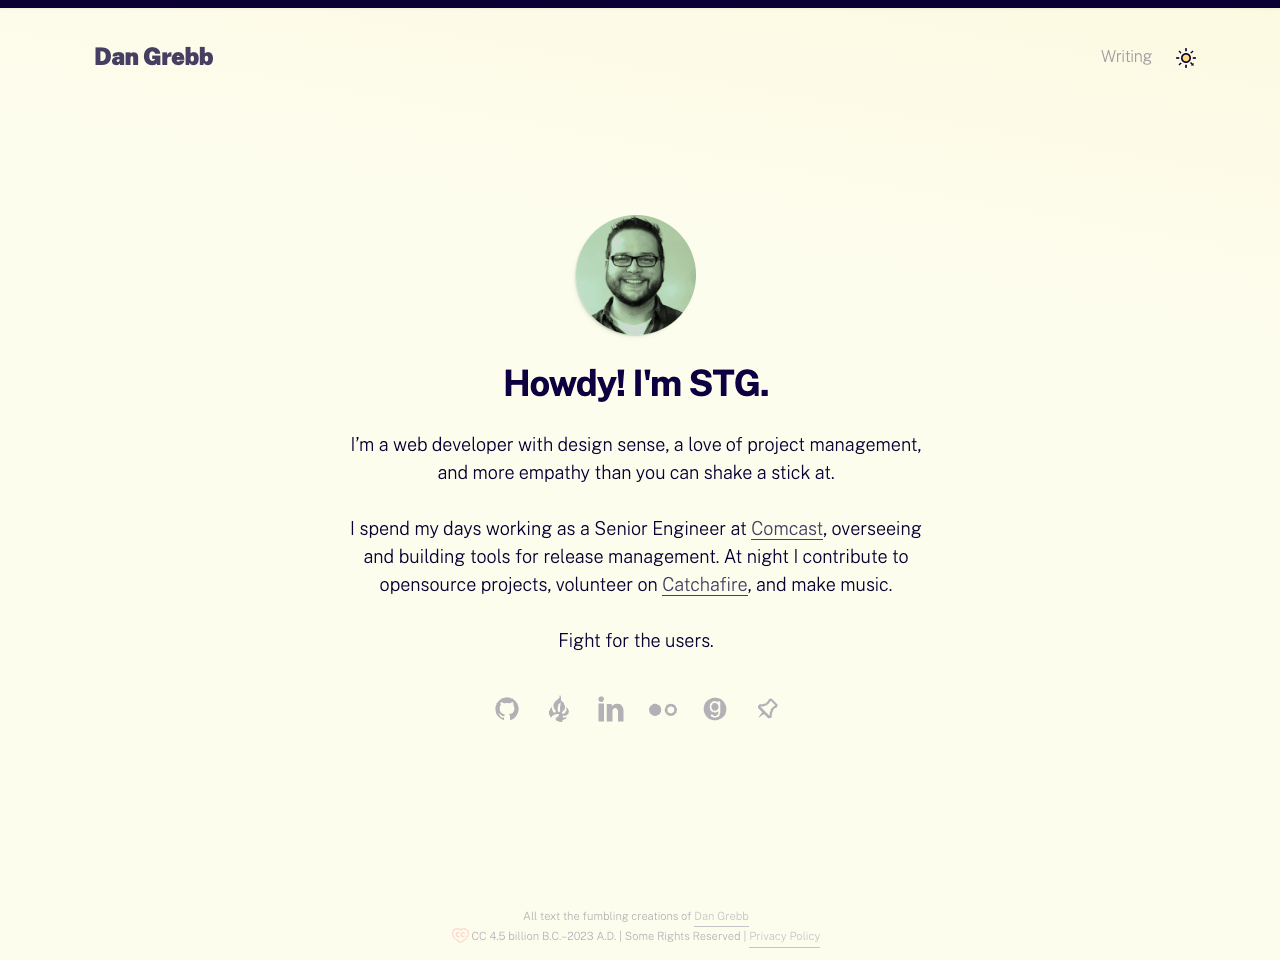 Dan Grebb
Writing
Howdy! I'm STG.
I’m a web developer with design sense, a love of project management,
and more empathy than you can shake a stick at.
I spend my days working as a Senior Engineer at Comcast, overseeing
and building tools for release management. At night I contribute to
opensource projects, volunteer on Catchafire, and make music.
Fight for the users.
All text the fumbling creations of Dan Grebb
CC 4.5 billion B.C.–2023 A.D. | Some Rights Reserved | Privacy Policy